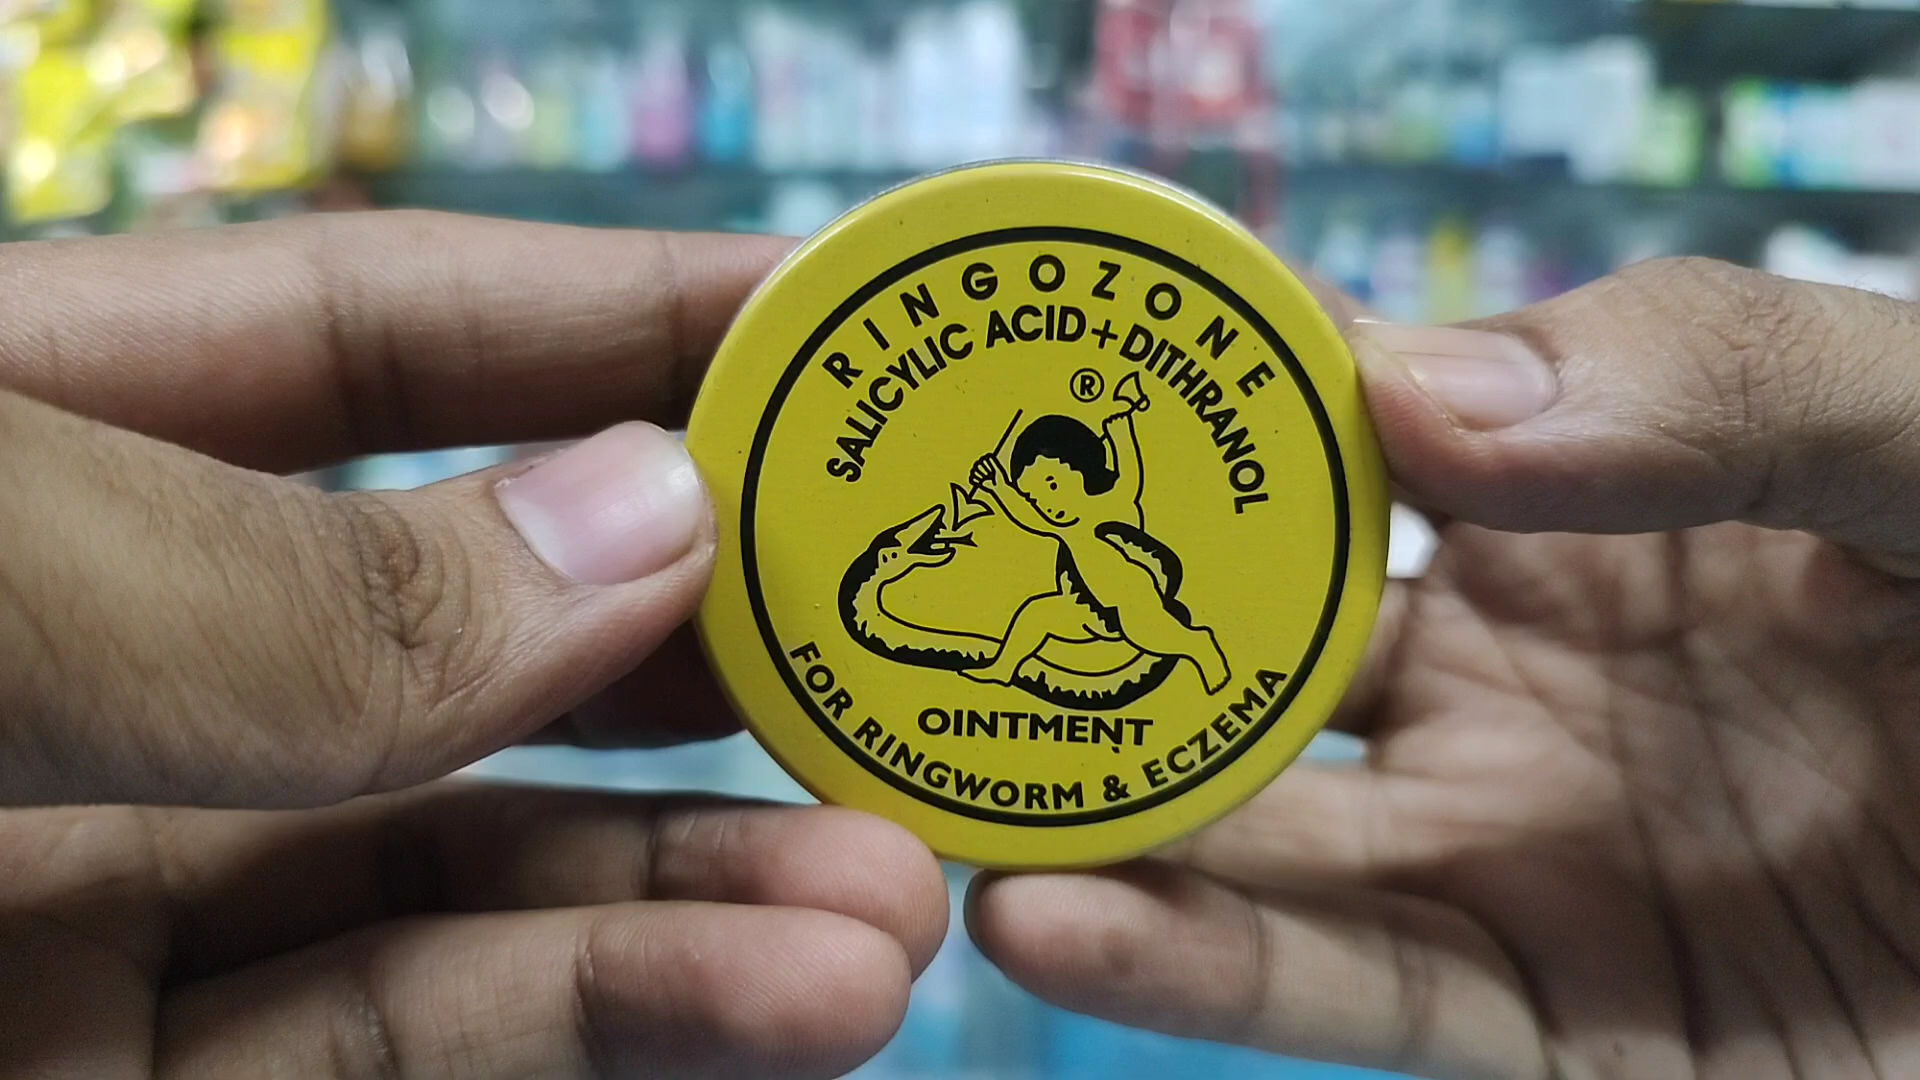 RINGOZONE
SALICYLIC ACID+DITHRANOL
®
OINTMENT
FOR RINGWORM & ECZEMA